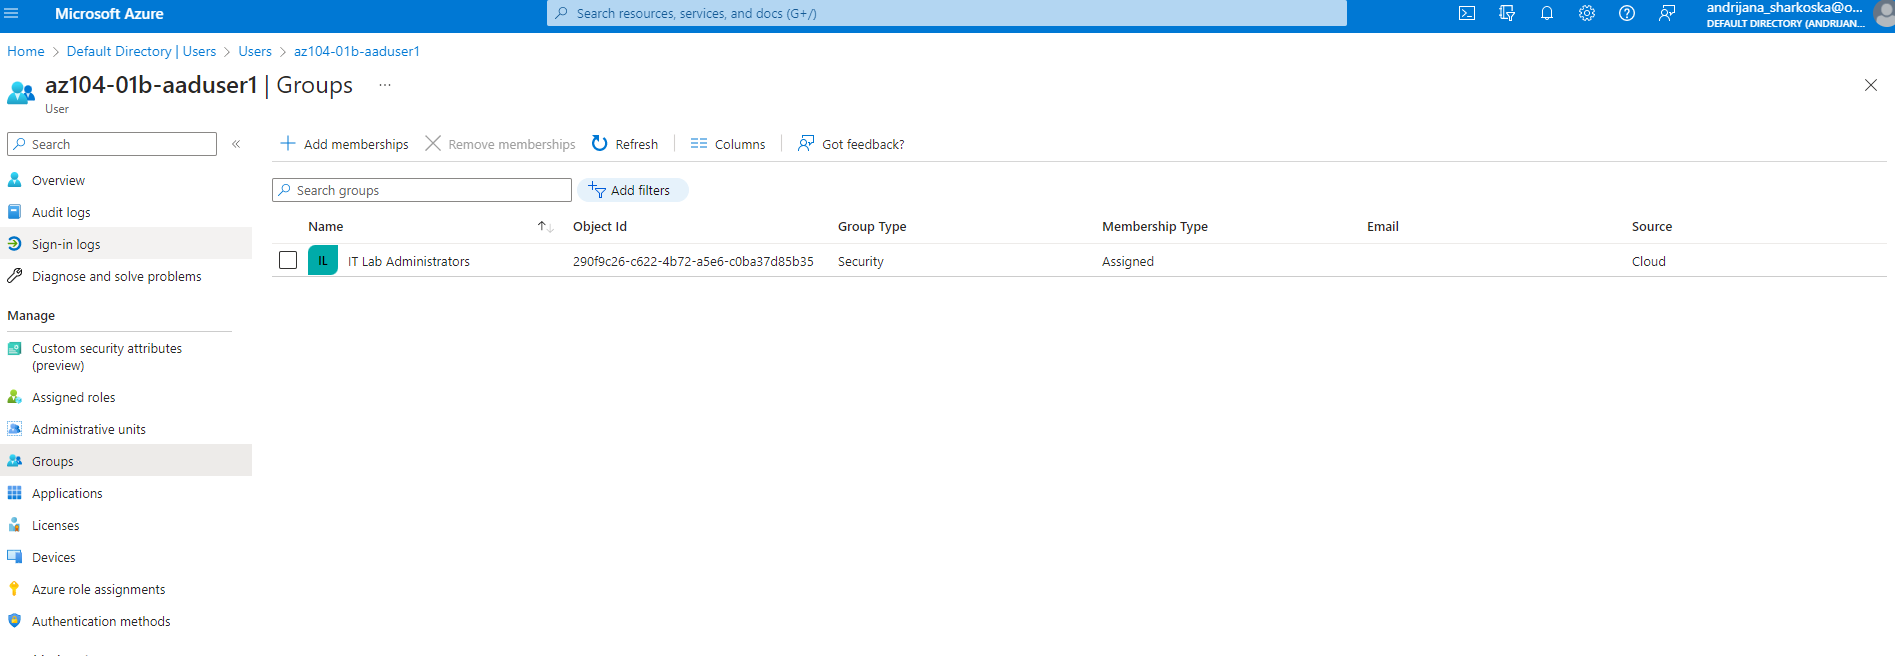 Microsoft Azure
Search resources, services, and docs (G+/)
andrijana_sharkoska@o...
DEFAULT DIRECTORY (ANDRIJAN...
Home > Default Directory | Users > Users > az104-01b-aaduser1
az104-01b-aaduser1 | Groups ...
User
Search «
Add memberships Remove memberships Refresh Columns Got feedback?
Search groups Add filters
Name Object Id Group Type Membership Type Email Source
IL IT Lab Administrators 290f9c26-c622-4b72-a5e6-c0ba37d85b35 Security Assigned Cloud
Overview
Audit logs
Sign-in logs
Diagnose and solve problems
Manage
Custom security attributes
(preview)
Assigned roles
Administrative units
Groups
Applications
Licenses
Devices
Azure role assignments
Authentication methods